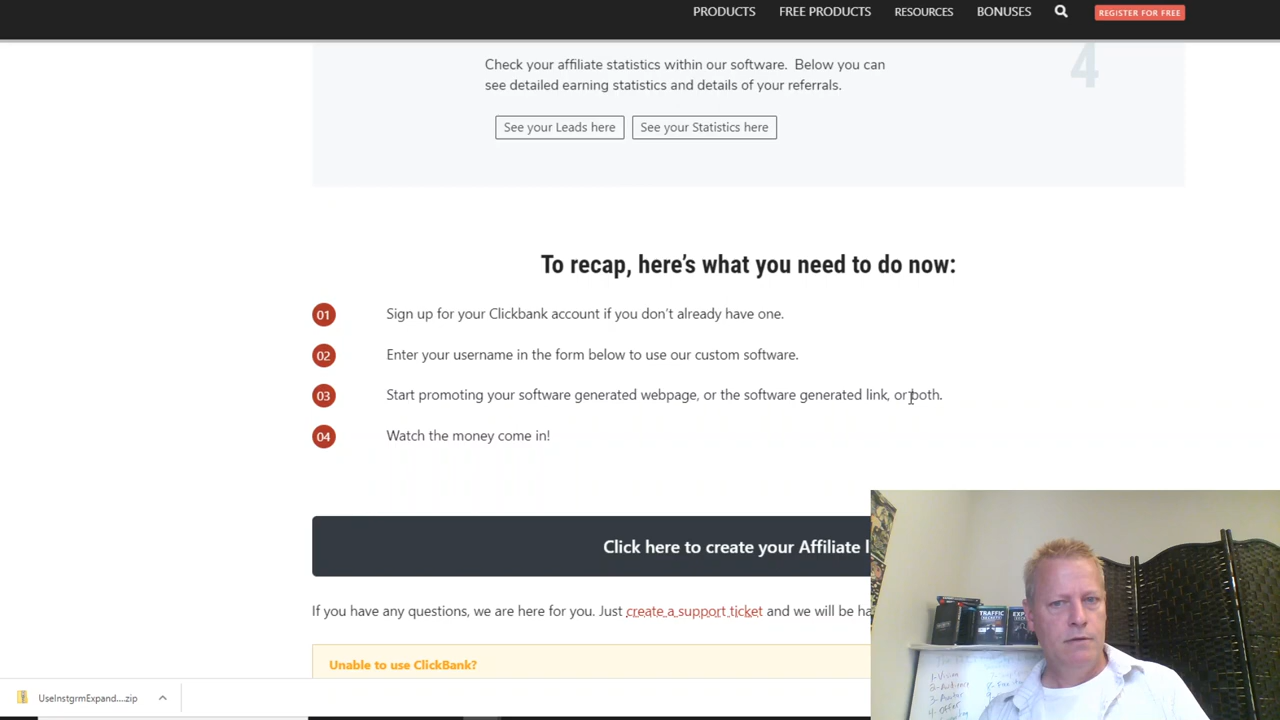 PRODUCTS FREE PRODUCTS RESOURCES BONUSES REGISTER FOR FREE
Check your affiliate statistics within our software. Below you can
see detailed earning statistics and details of your referrals.
4
See your Leads here See your Statistics here
To recap, here's what you need to do now:
01 Sign up for your Clickbank account if you don't already have one.
02 Enter your username in the form below to use our custom software.
03 Start promoting your software generated webpage, or the software generated link, or both.
04 Watch the money come in!
Click here to create your Affiliate l
If you have any questions, we are here for you. Just create a support ticket and we will be ha
Unable to use ClickBank?
UseInstgrmExpand....zip
TRAFFIC
1-Vision